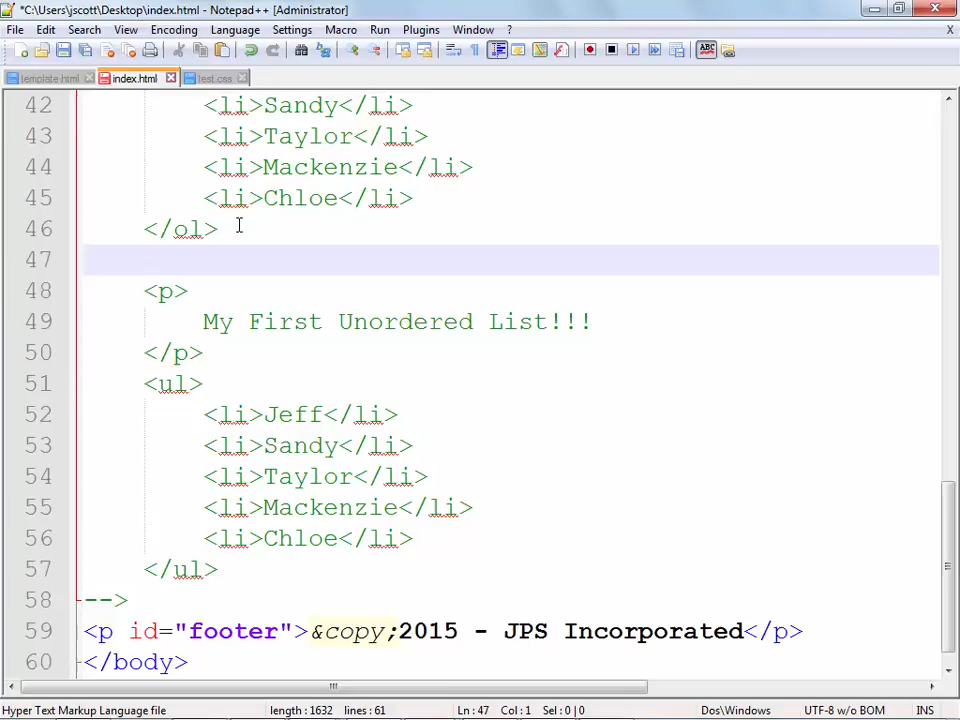 *C:\Users\jscott\Desktop\index.html - Notepad++ [Administrator]
File Edit Search View Encoding Language Settings Macro Run Plugins Window ? X
template.html index.html test.css
42 <li>Sandy</li>
43 <li>Taylor</li>
44 <li>Mackenzie</li>
45 <li>Chloe</li>
46 </ol>
47
48 <p>
49 My First Unordered List!!!
50 </p>
51 <ul>
52 <li>Jeff</li>
53 <li>Sandy</li>
54 <li>Taylor</li>
55 <li>Mackenzie</li>
56 <li>Chloe</li>
57 </ul>
58 -->
59 <p id="footer">&copy;2015 - JPS Incorporated</p>
60 </body>
Hyper Text Markup Language file length : 1632 lines : 61 Ln : 47 Col : 1 Sel : 0 | 0 Dos\Windows UTF-8 w/o BOM INS